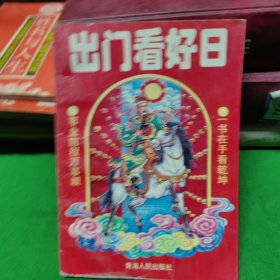 出门看好日
一书在手看乾坤
事业前程万事顺
青海人民出版社